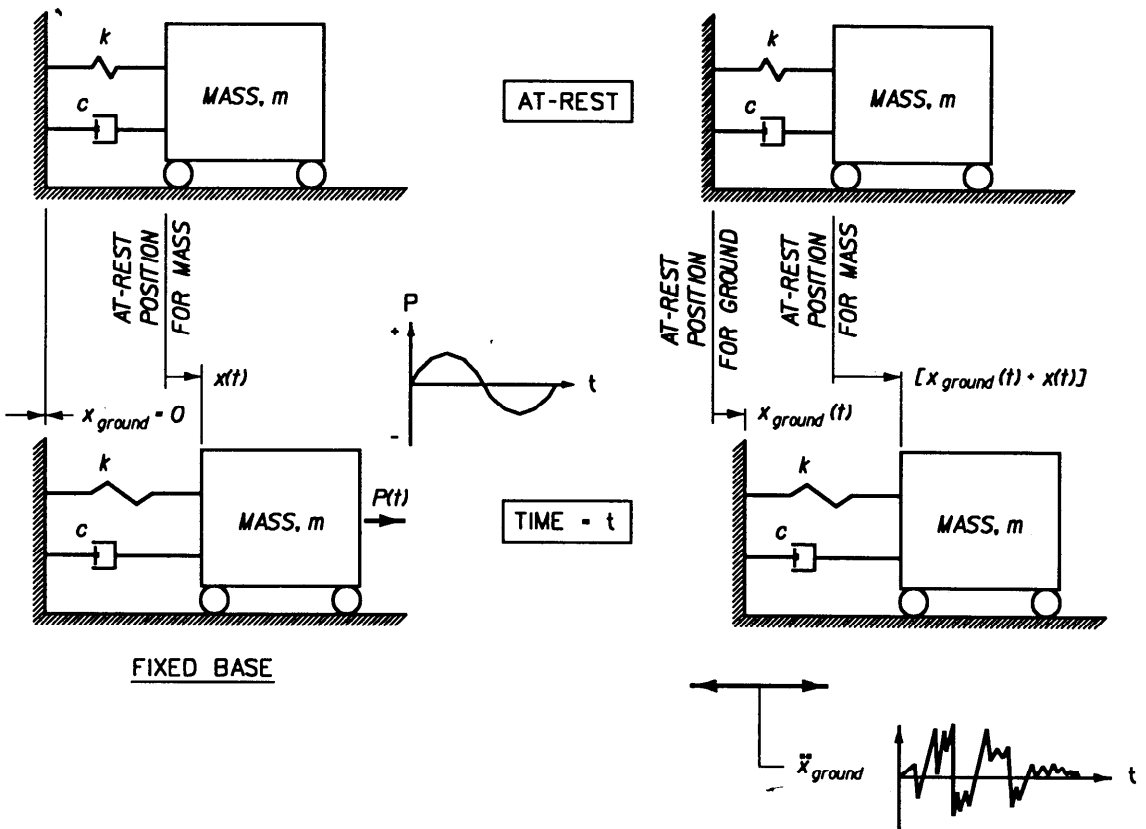 k
c
MASS, m
AT-REST
k
c
MASS, m
AT-REST
POSITION
FOR MASS
AT-REST
POSITION
FOR GROUND
AT-REST
POSITION
FOR MASS
x(t)
x ground = 0
P
+
-
t
x ground (t)
[x ground (t) + x(t)]
k
c
MASS, m
P(t)
TIME = t
k
c
MASS, m
FIXED BASE
ẍ ground
t